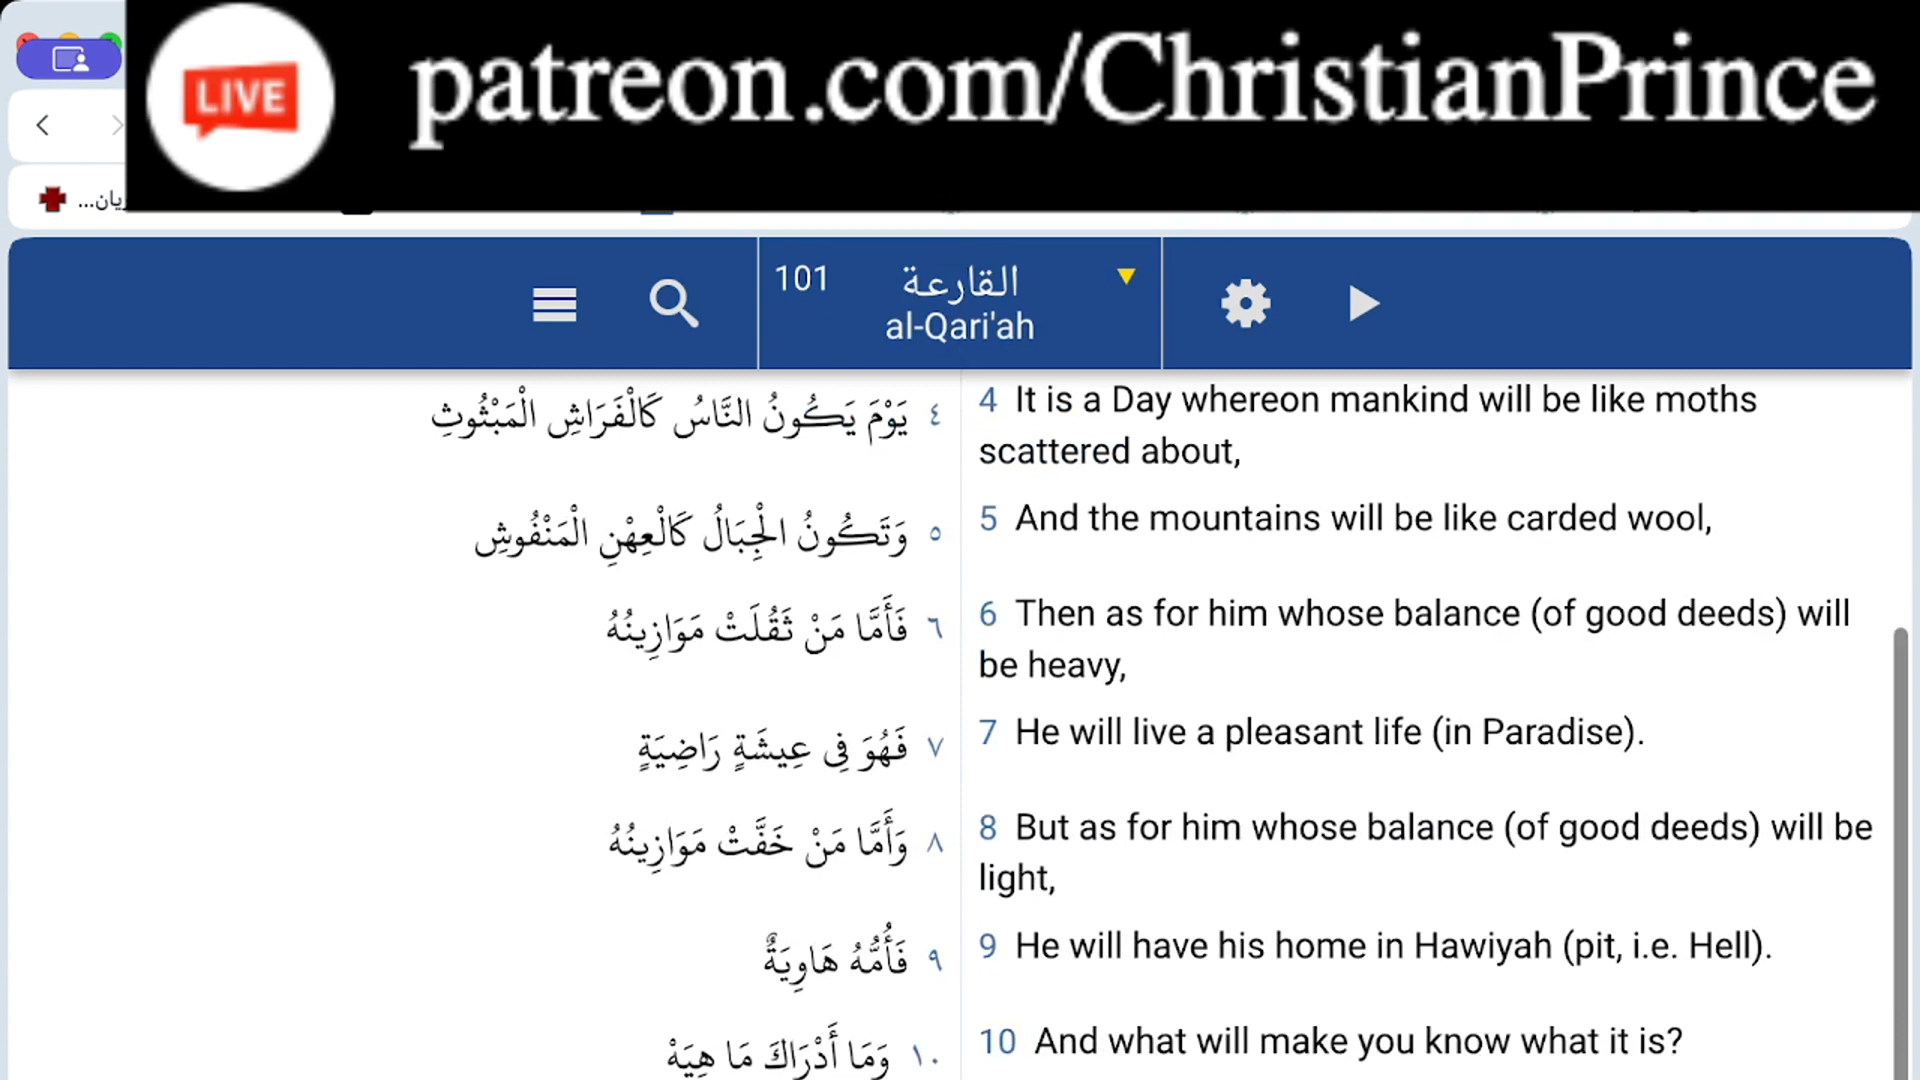 LIVE
patreon.com/ChristianPrince
101
القارعة
al-Qari'ah
٤ يَوْمَ يَكُونُ النَّاسُ كَالْفَرَاشِ الْمَبْثُوثِ
4 It is a Day whereon mankind will be like moths
scattered about,
٥ وَتَكُونُ الْجِبَالُ كَالْعِهْنِ الْمَنْفُوشِ
5 And the mountains will be like carded wool,
٦ فَأَمَّا مَنْ ثَقُلَتْ مَوَازِينُهُ
6 Then as for him whose balance (of good deeds) will
be heavy,
٧ فَهُوَ فِى عِيشَةٍ رَاضِيَةٍ
7 He will live a pleasant life (in Paradise).
٨ وَأَمَّا مَنْ خَفَّتْ مَوَازِينُهُ
8 But as for him whose balance (of good deeds) will be
light,
٩ فَأُمُّهُ هَاوِيَةٌ
9 He will have his home in Hawiyah (pit, i.e. Hell).
١٠ وَمَا أَدْرَاكَ مَا هِيَهْ
10 And what will make you know what it is?